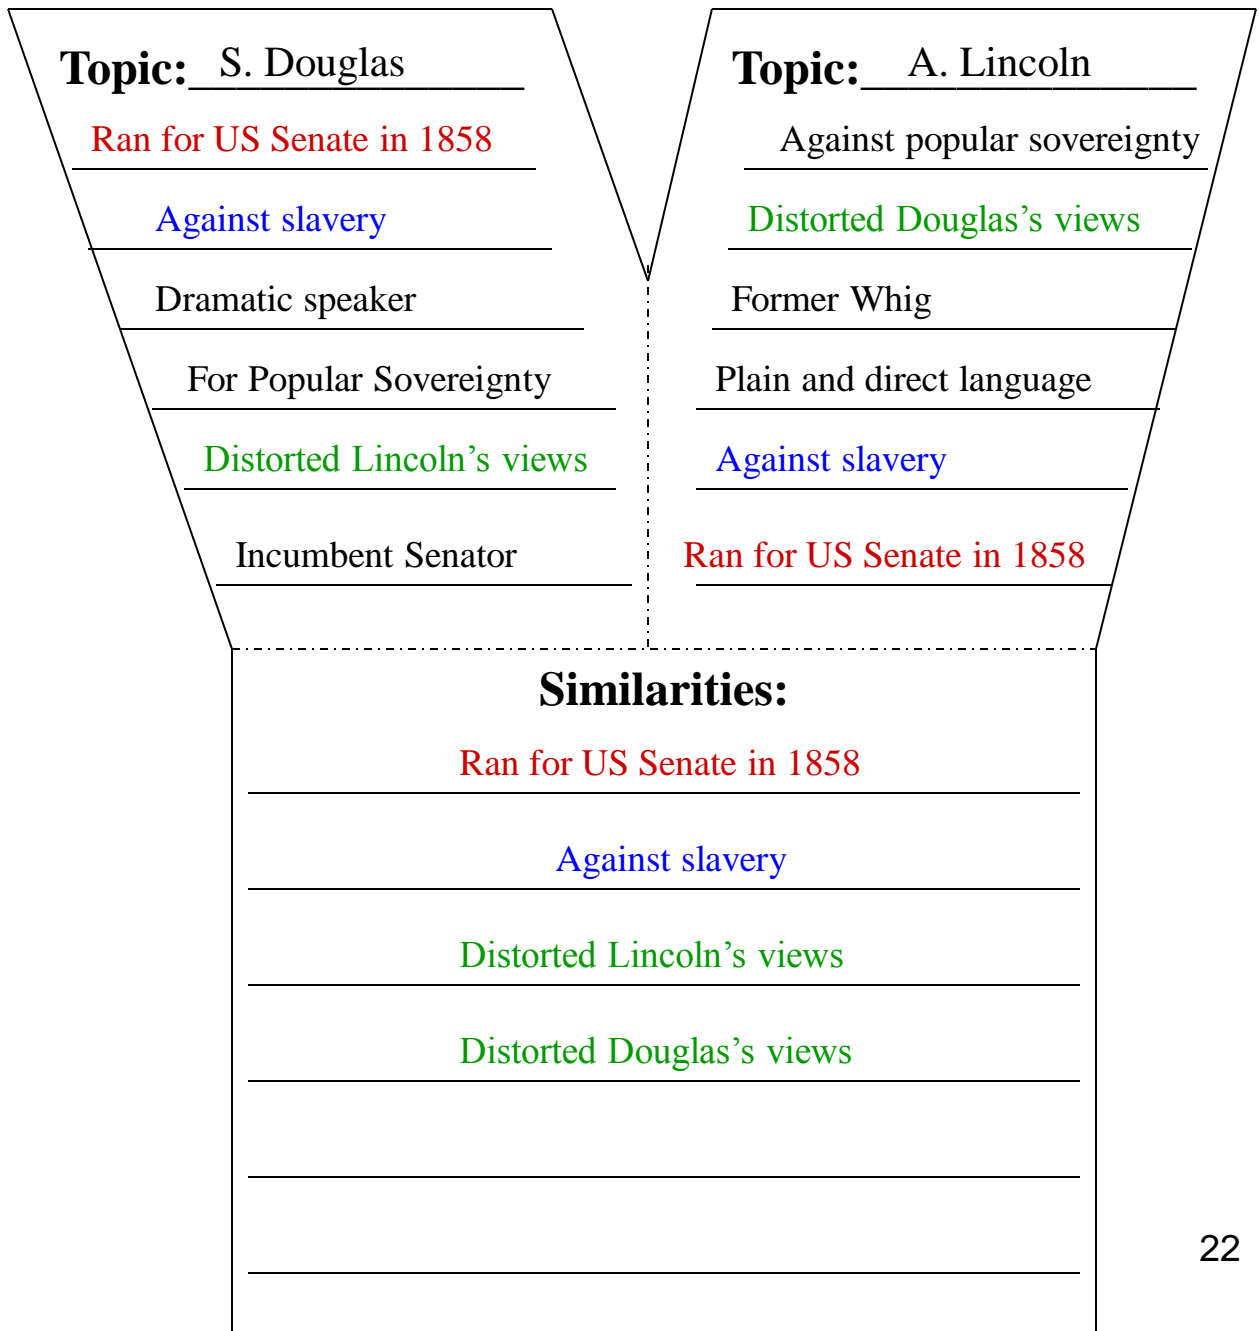 Topic: S. Douglas
Ran for US Senate in 1858
Against slavery
Dramatic speaker
For Popular Sovereignty
Distorted Lincoln’s views
Incumbent Senator
Topic: A. Lincoln
Against popular sovereignty
Distorted Douglas’s views
Former Whig
Plain and direct language
Against slavery
Ran for US Senate in 1858
Similarities:
Ran for US Senate in 1858
Against slavery
Distorted Lincoln’s views
Distorted Douglas’s views
22